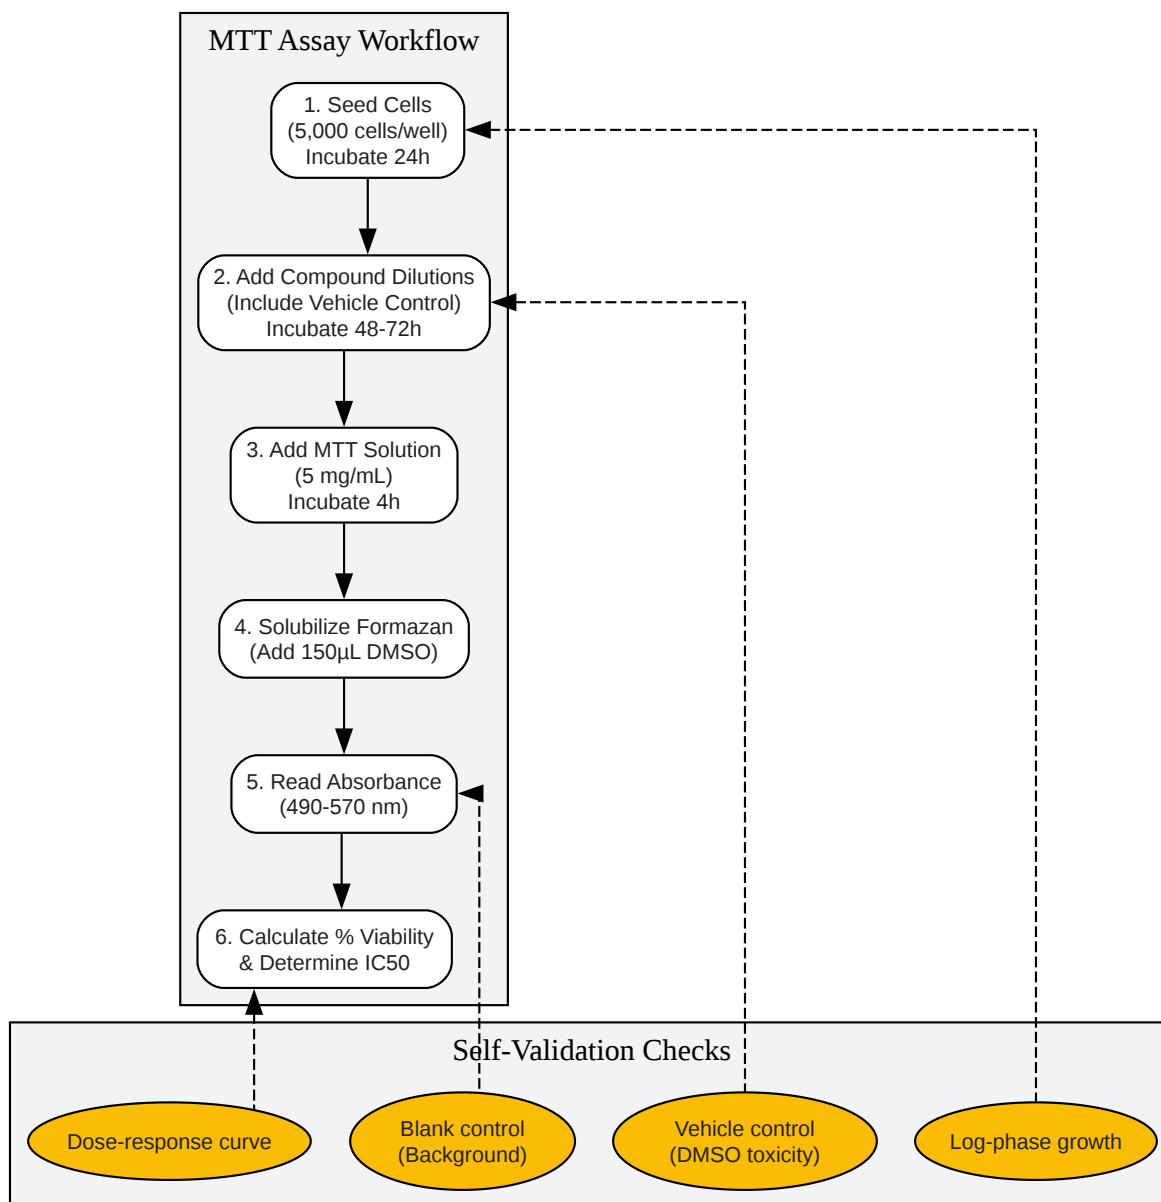 MTT Assay Workflow
1. Seed Cells
(5,000 cells/well)
Incubate 24h
2. Add Compound Dilutions
(Include Vehicle Control)
Incubate 48-72h
3. Add MTT Solution
(5 mg/mL)
Incubate 4h
4. Solubilize Formazan
(Add 150µL DMSO)
5. Read Absorbance
(490-570 nm)
6. Calculate % Viability
& Determine IC50
Self-Validation Checks
Dose-response curve
Blank control
(Background)
Vehicle control
(DMSO toxicity)
Log-phase growth